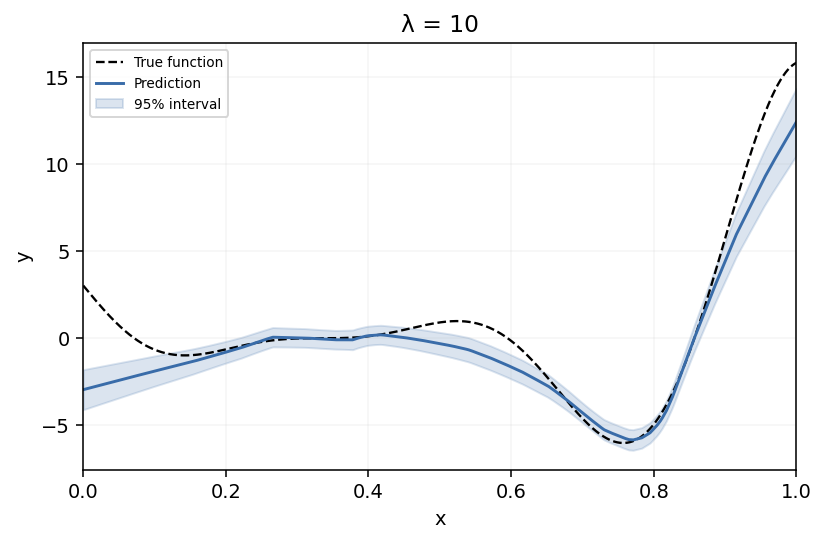 λ = 10
True function
Prediction
95% interval
y
15
10
5
0
−5
0.0 0.2 0.4 0.6 0.8 1.0
x